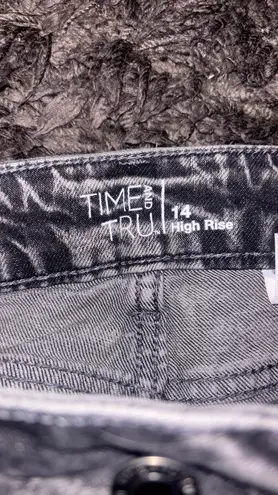 TIME AND
TRU. 14
High Rise